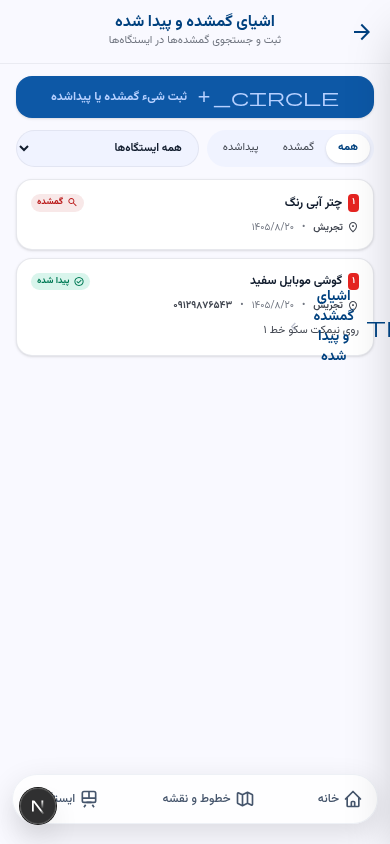 اشیای گمشده و پیدا شده
ثبت و جستجوی گمشده‌ها در ایستگاه‌ها
+_CIRCLE ثبت شیء گمشده یا پیداشده
همه گمشده پیداشده همه ایستگاه‌ها
۱ چتر آبی رنگ گمشده
تجریش • ۱۴۰۵/۸/۲۰
۱ گوشی موبایل سفید پیدا شده
تجریش • ۱۴۰۵/۸/۲۰ • ۰۹۱۲۹۸۷۶۵۴۳
روی نیمکت سکو خط ۱
اشیای
گمشده
و پیدا
شده
خانه خطوط و نقشه
N